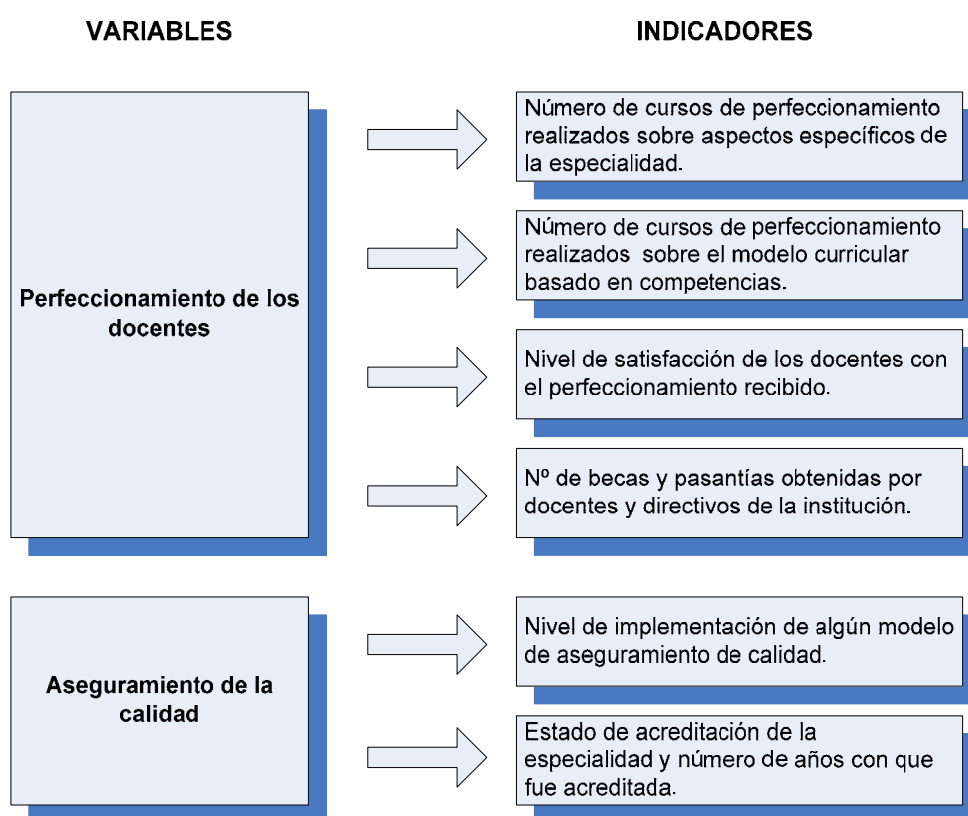 VARIABLES
INDICADORES
Perfeccionamiento de los
docentes
Número de cursos de perfeccionamiento
realizados sobre aspectos específicos de
la especialidad.
Número de cursos de perfeccionamiento
realizados sobre el modelo curricular
basado en competencias.
Nivel de satisfacción de los docentes con
el perfeccionamiento recibido.
Nº de becas y pasantías obtenidas por
docentes y directivos de la institución.
Aseguramiento de la
calidad
Nivel de implementación de algún modelo
de aseguramiento de calidad.
Estado de acreditación de la
especialidad y número de años con que
fue acreditada.